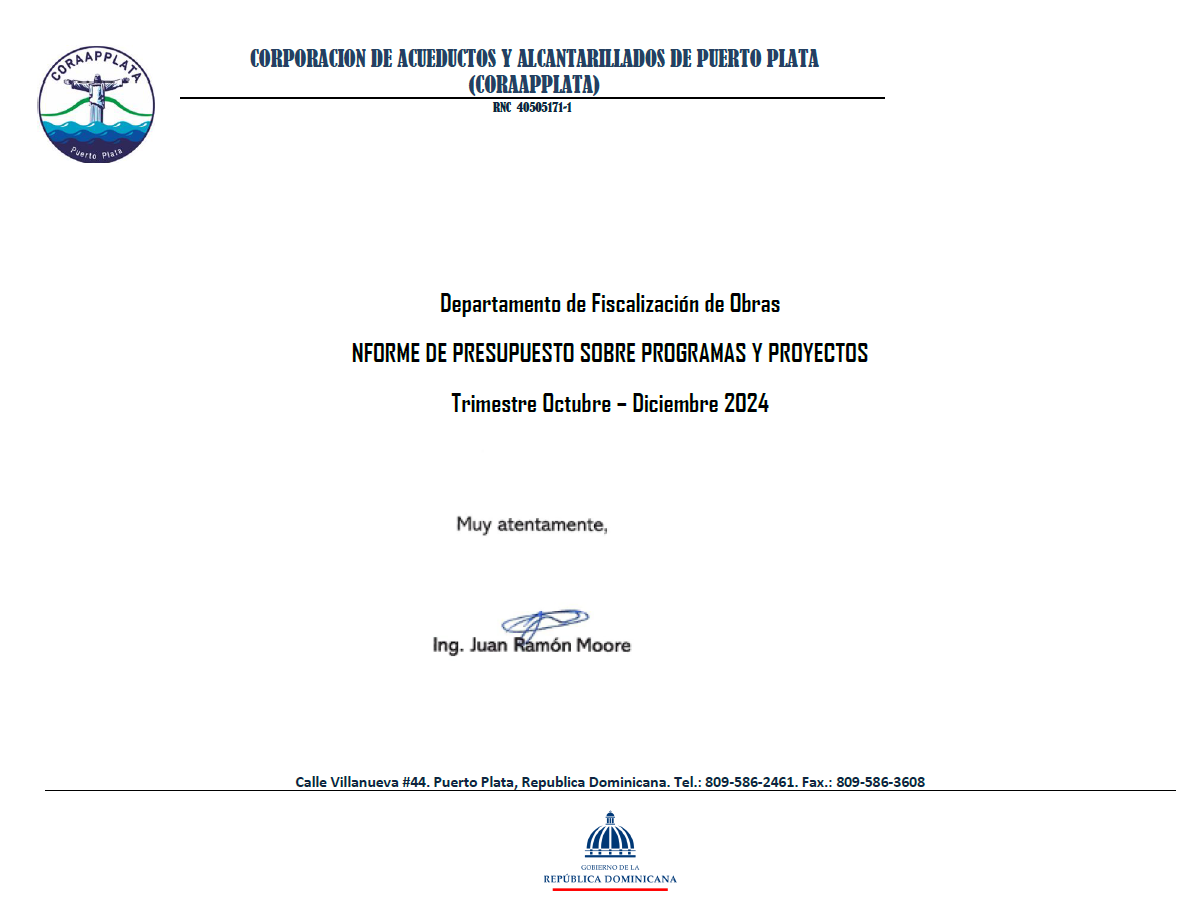 CORAAPPLATA
Puerto Plata
CORPORACION DE ACUEDUCTOS Y ALCANTARILLADOS DE PUERTO PLATA
(CORAAPPLATA)
RNC 40505171-1
Departamento de Fiscalización de Obras
NFORME DE PRESUPUESTO SOBRE PROGRAMAS Y PROYECTOS
Trimestre Octubre – Diciembre 2024
Muy atentamente,
Ing. Juan Ramón Moore
Calle Villanueva #44. Puerto Plata, Republica Dominicana. Tel.: 809-586-2461. Fax.: 809-586-3608
GOBIERNO DE LA
REPÚBLICA DOMINICANA